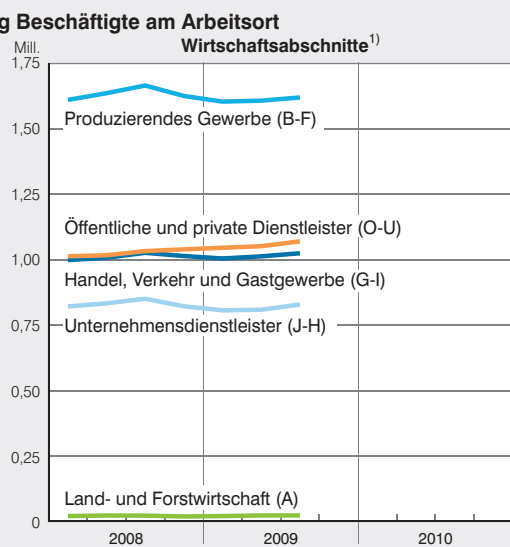 g Beschäftigte am Arbeitsort
Mill.
Wirtschaftsabschnitte1)
1,75
Produzierendes Gewerbe (B-F)
1,50
1,25
Öffentliche und private Dienstleister (O-U)
1,00
Handel, Verkehr und Gastgewerbe (G-I)
0,75
Unternehmensdienstleister (J-H)
0,50
0,25
Land- und Forstwirtschaft (A)
0
2008 2009 2010